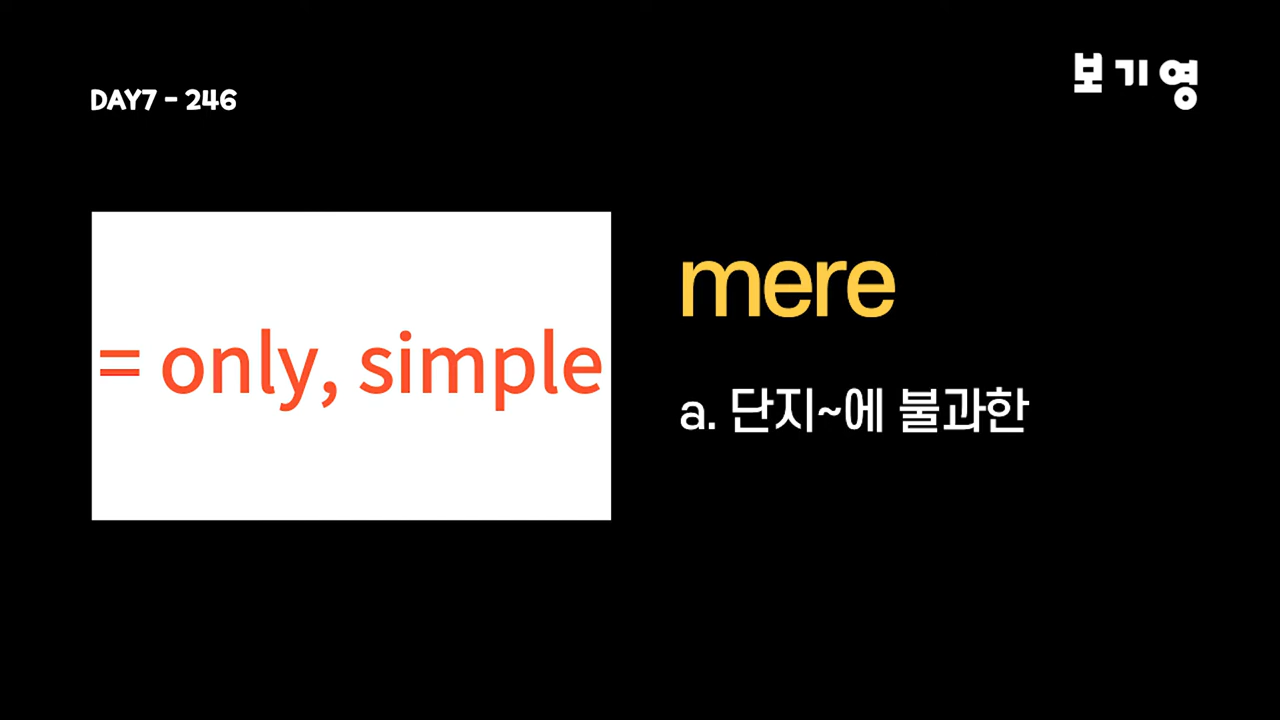 DAY7 - 246
보기영
= only, simple
mere
a. 단지~에 불과한